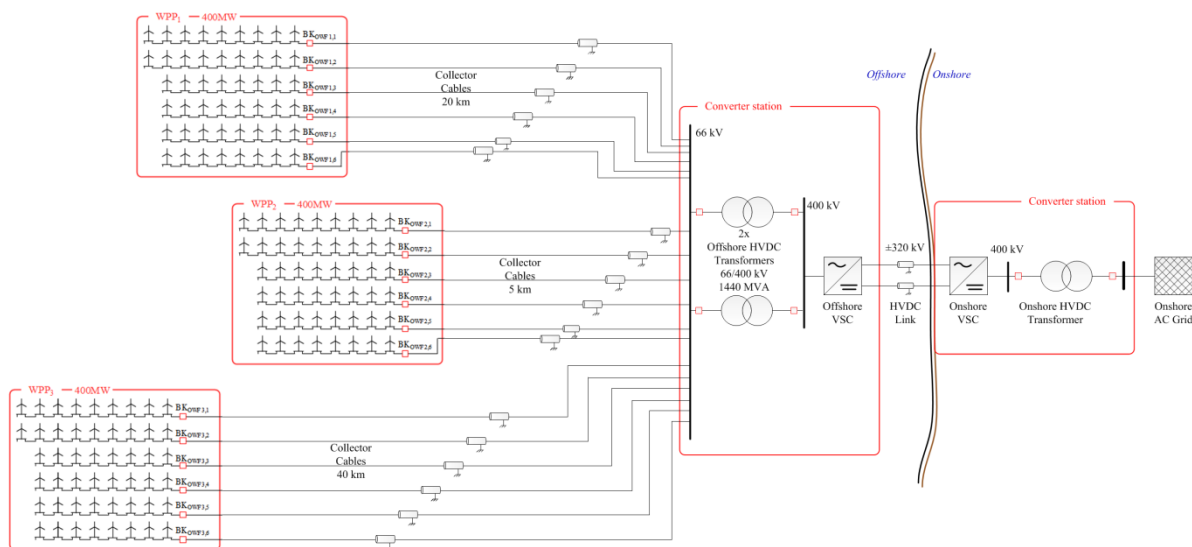 WPP1 — 400MW
BKOWF1,1
BKOWF1,2
BKOWF1,3
BKOWF1,4
BKOWF1,5
BKOWF1,6
Collector
Cables
20 km
WPP2 — 400MW
BKOWF2,1
BKOWF2,2
BKOWF2,3
BKOWF2,4
BKOWF2,5
BKOWF2,6
Collector
Cables
5 km
WPP3 — 400MW
BKOWF3,1
BKOWF3,2
BKOWF3,3
BKOWF3,4
BKOWF3,5
BKOWF3,6
Collector
Cables
40 km
Converter station
66 kV
2x
Offshore HVDC
Transformers
66/400 kV
1440 MVA
400 kV
Offshore
VSC
Offshore
Onshore
±320 kV
HVDC
Link
Converter station
Onshore
VSC
400 kV
Onshore HVDC
Transformer
Onshore
AC Grid